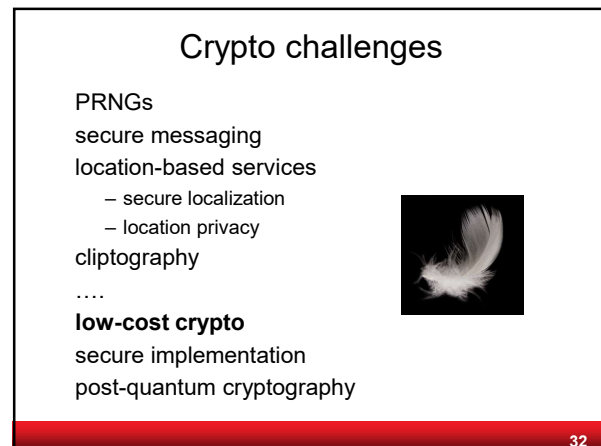 Crypto challenges
PRNGs
secure messaging
location-based services
– secure localization
– location privacy
cliptography
….
low-cost crypto
secure implementation
post-quantum cryptography
32